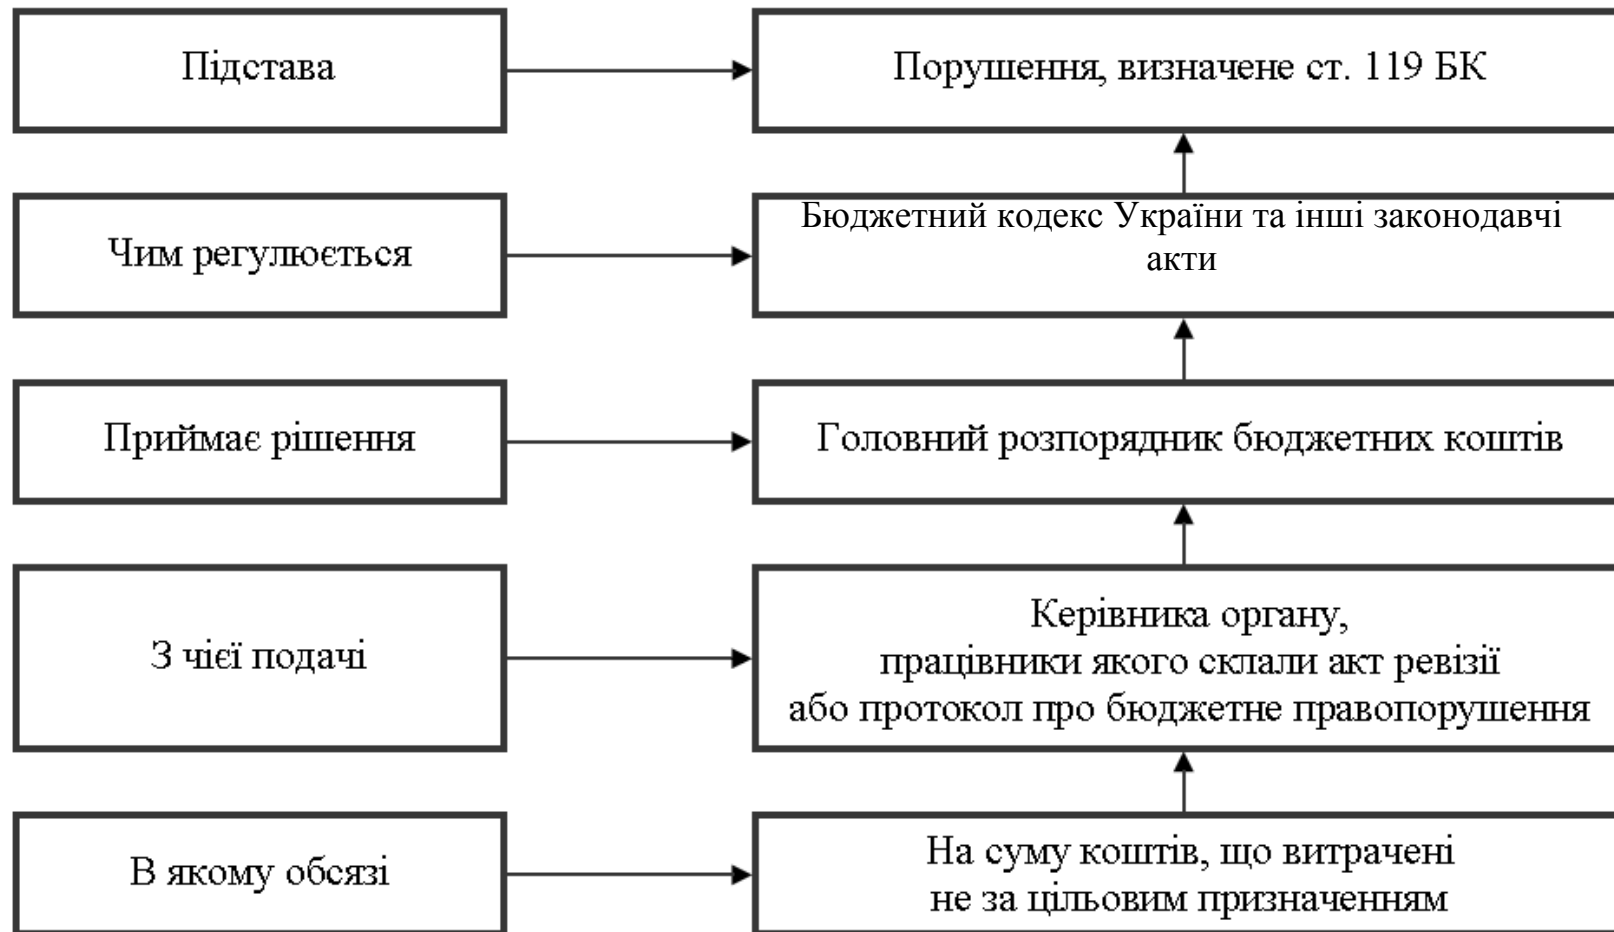 Підстава
Порушення, визначене ст. 119 БК
Чим регулюється
Бюджетний кодекс України та інші законодавчі
акти
Приймає рішення
Головний розпорядник бюджетних коштів
З чієї подачі
Керівника органу,
працівники якого склали акт ревізії
або протокол про бюджетне правопорушення
В якому обсязі
На суму коштів, що витрачені
не за цільовим призначенням